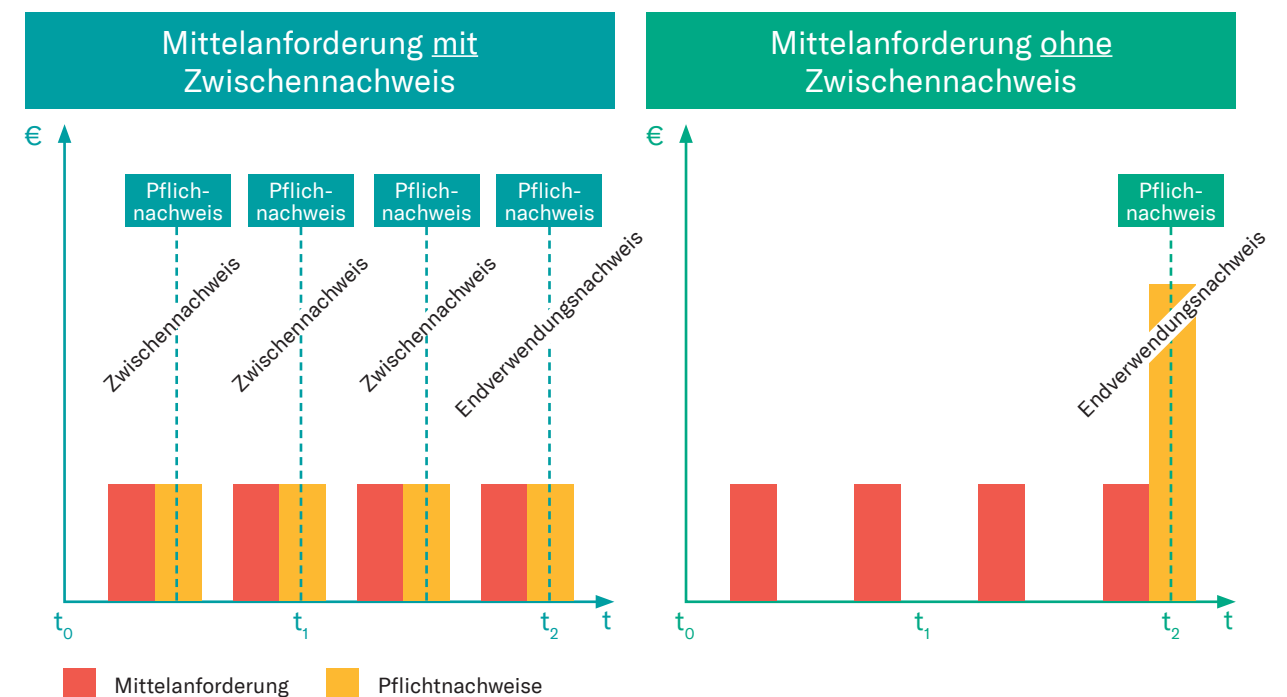 Mittelanforderung mit
Zwischennachweis
Mittelanforderung ohne
Zwischennachweis
€
Pflich-
nachweis
Pflich-
nachweis
Pflich-
nachweis
Pflich-
nachweis
Zwischennachweis
Zwischennachweis
Zwischennachweis
Endverwendungsnachweis
t₀
t₁
t₂
t
€
Pflich-
nachweis
Endverwendungsnachweis
t₀
t₁
t₂
t
Mittelanforderung
Pflichtnachweise